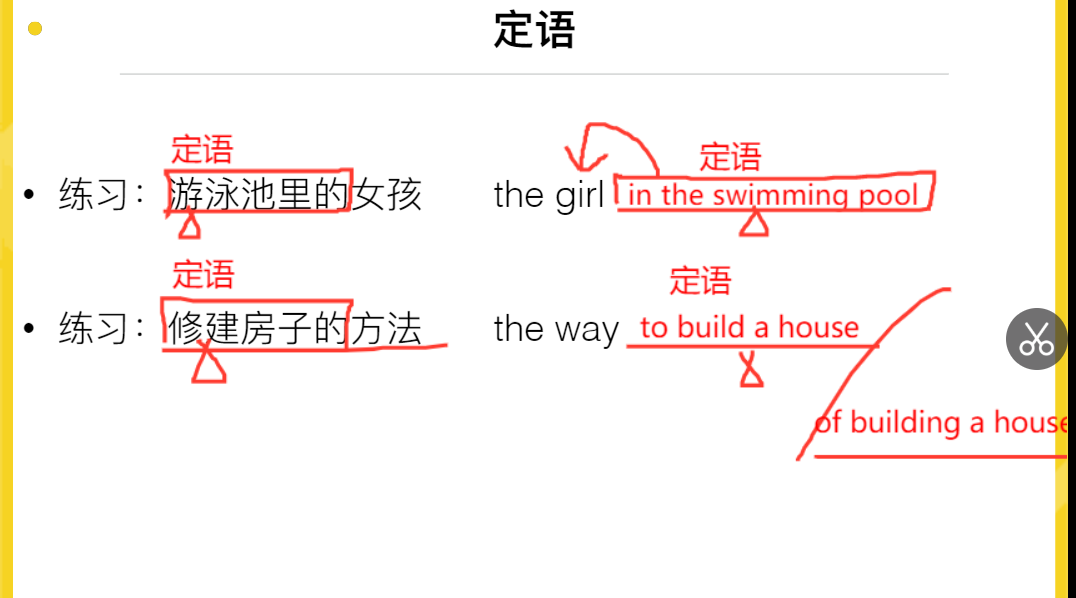 定语
定语 定语
• 练习：游泳池里的女孩 the girl in the swimming pool
定语 定语
• 练习：修建房子的方法 the way to build a house
of building a house